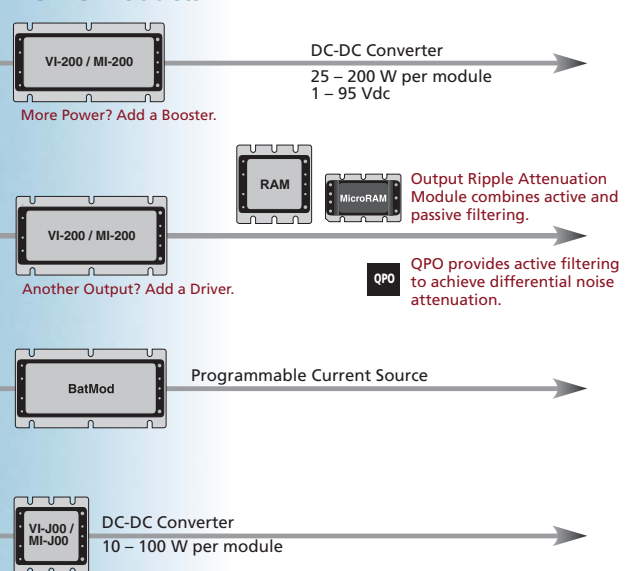 VI-200 / MI-200
DC-DC Converter
25 – 200 W per module
1 – 95 Vdc
More Power? Add a Booster.
RAM
MicroRAM
Output Ripple Attenuation
Module combines active and
passive filtering.
VI-200 / MI-200
Another Output? Add a Driver.
QPO
QPO provides active filtering
to achieve differential noise
attenuation.
BatMod
Programmable Current Source
VI-J00 /
MI-J00
DC-DC Converter
10 – 100 W per module